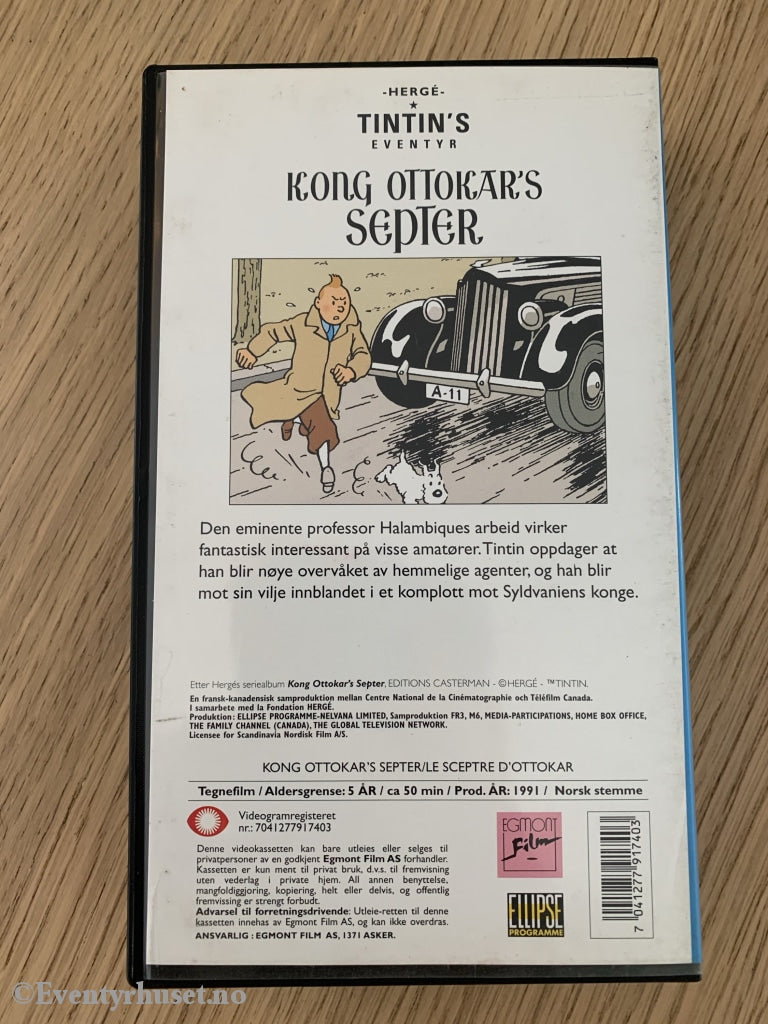 -HERGÉ-
TINTIN'S
EVENTYR
KONG OTTOKAR'S
SEPTER
A-11
Den eminente professor Halambiques arbeid virker
fantastisk interessant på visse amatører. Tintin oppdager at
han blir nøye overvåket av hemmelige agenter, og han blir
mot sin vilje innblandet i et komplott mot Syldvaniens konge.
Etter Hergés seriealbum Kong Ottokar's Septer, EDITIONS CASTERMAN - ©HERGÉ - ™TINTIN.
En fransk-kanadensisk samproduktion mellan Centre National de la Cinématographie och Téléfilm Canada.
I samarbete med la Fondation HERGÉ.
Produktion: ELLIPSE PROGRAMME-NELVANA LIMITED, Samproduktion FR3, M6, MEDIA-PARTICIPATIONS, HOME BOX OFFICE,
THE FAMILY CHANNEL (CANADA), THE GLOBAL TELEVISION NETWORK.
Licensee for Scandinavia Nordisk Film A/S.
KONG OTTOKAR'S SEPTER/LE SCEPTRE D'OTTOKAR
Tegnefilm / Aldersgrense: 5 ÅR / ca 50 min / Prod. ÅR: 1991 / Norsk stemme
Videogramregisteret
nr.: 7041277917403
Denne videokassetten kan bare utleies eller selges til
privatpersoner av en godkjent Egmont Film AS forhandler.
Kassetten er kun ment til privat bruk, d.v.s. til fremvisning
uten vederlag i private hjem. All annen benyttelse,
mangfoldiggjoring, kopiering, helt eller delvis, og offentlig
fremvissing er strengt forbudt.
Advarsel til forretningsdrivende: Utleie-retten til denne
kassetten innehas av Egmont Film AS, og kan ikke overdras.
ANSVARLIG : EGMONT FILM AS, 1371 ASKER.
EGMONT
Film
ELLIPSE
PROGRAMME
7 041277 917403
©Eventyrhuset.no